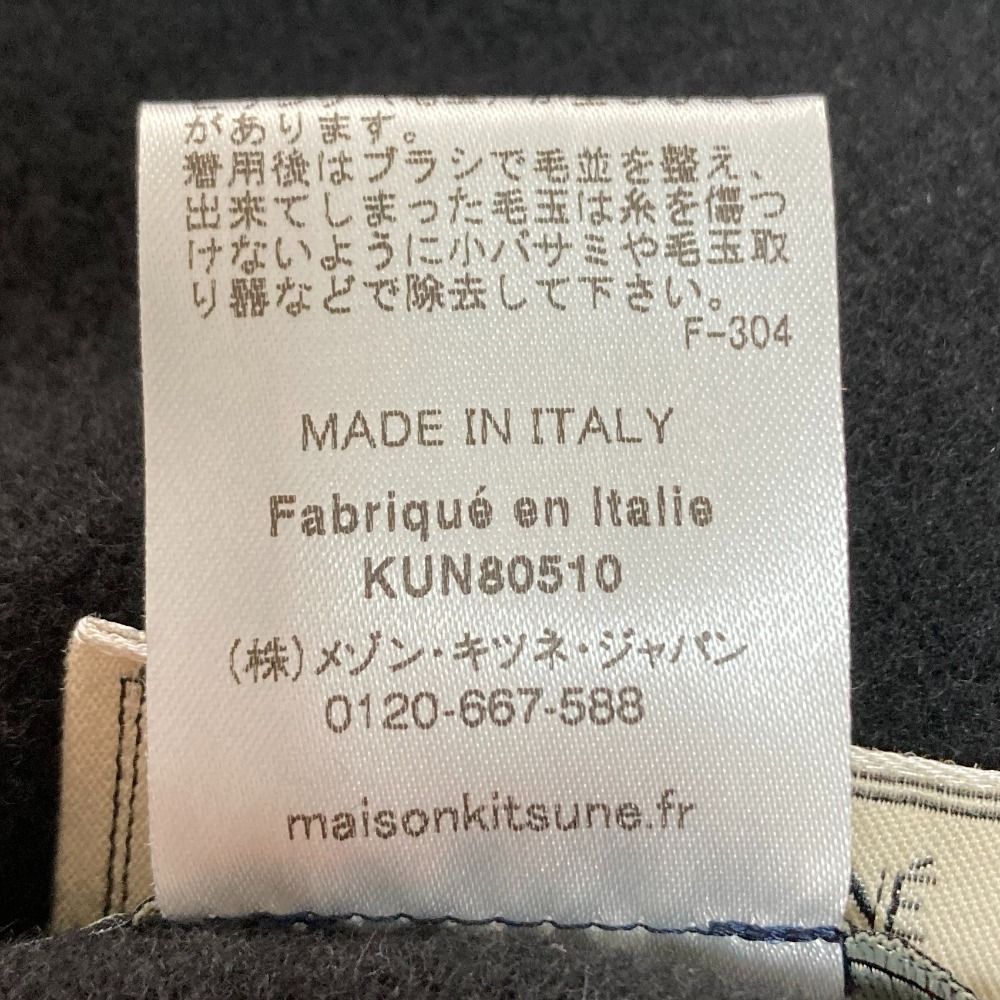 があります。
着用後はブラシで毛並を整え、
出来てしまった毛玉は糸を傷つ
けないように小バサミや毛玉取
り器などで除去して下さい。
F-304
MADE IN ITALY
Fabriqué en Italie
KUN80510
(株)メゾン・キツネ・ジャパン
0120-667-588
maisonkitsune.fr
NÉ